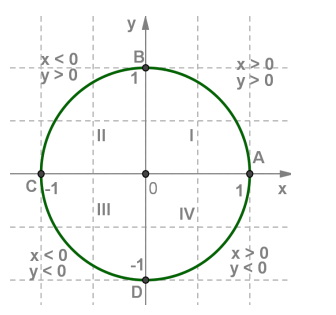 y
B
x < 0
y > 0
x > 0
y > 0
1
II
I
A
C
-1
0
1
x
III
IV
x < 0
y < 0
x > 0
y < 0
-1
D